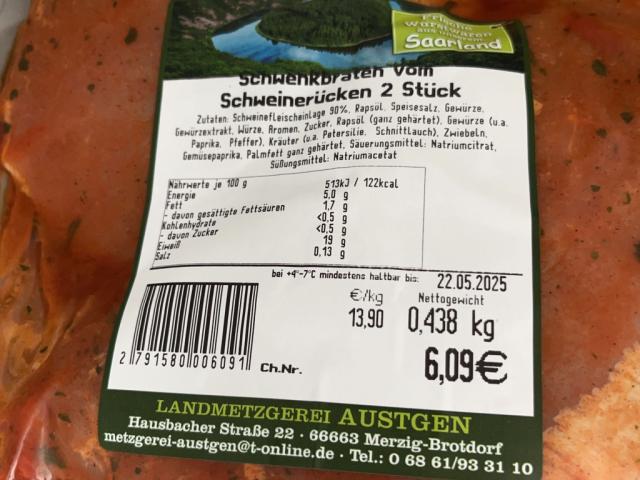 Frische
Wurstwaren
aus unserem
Saarland
Schwenkbraten vom
Schweinerücken 2 Stück
Zutaten: Schweinefleischeinlage 90%, Rapsöl, Speisesalz, Gewürze,
Gewürzextrakt, Würze, Aromen, Zucker, Rapsöl (ganz gehärtet), Gewürze (u.a.
Paprika, Pfeffer), Kräuter (u.a. Petersilie, Schnittlauch), Zwiebeln,
Gemüsepaprika, Palmfett ganz gehärtet, Säuerungsmittel: Natriumcitrat,
Süßungsmittel: Natriumacetat
Nährwerte je 100 g
Energie 513kJ / 122kcal
Fett 5,0 g
- davon gesättigte Fettsäuren 1,7 g
Kohlenhydrate <0,5 g
- davon Zucker <0,5 g
Eiweiß 19 g
Salz 0,13 g
bei +4°-7°C mindestens haltbar bis: 22.05.2025
€/kg Nettogewicht
13,90 0,438 kg
6,09€
2 791580 006091
Ch.Nr.
LANDMETZGEREI AUSTGEN
Hausbacher Straße 22 · 66663 Merzig-Brotdorf
metzgerei-austgen@t-online.de · Tel.: 0 68 61/93 31 10